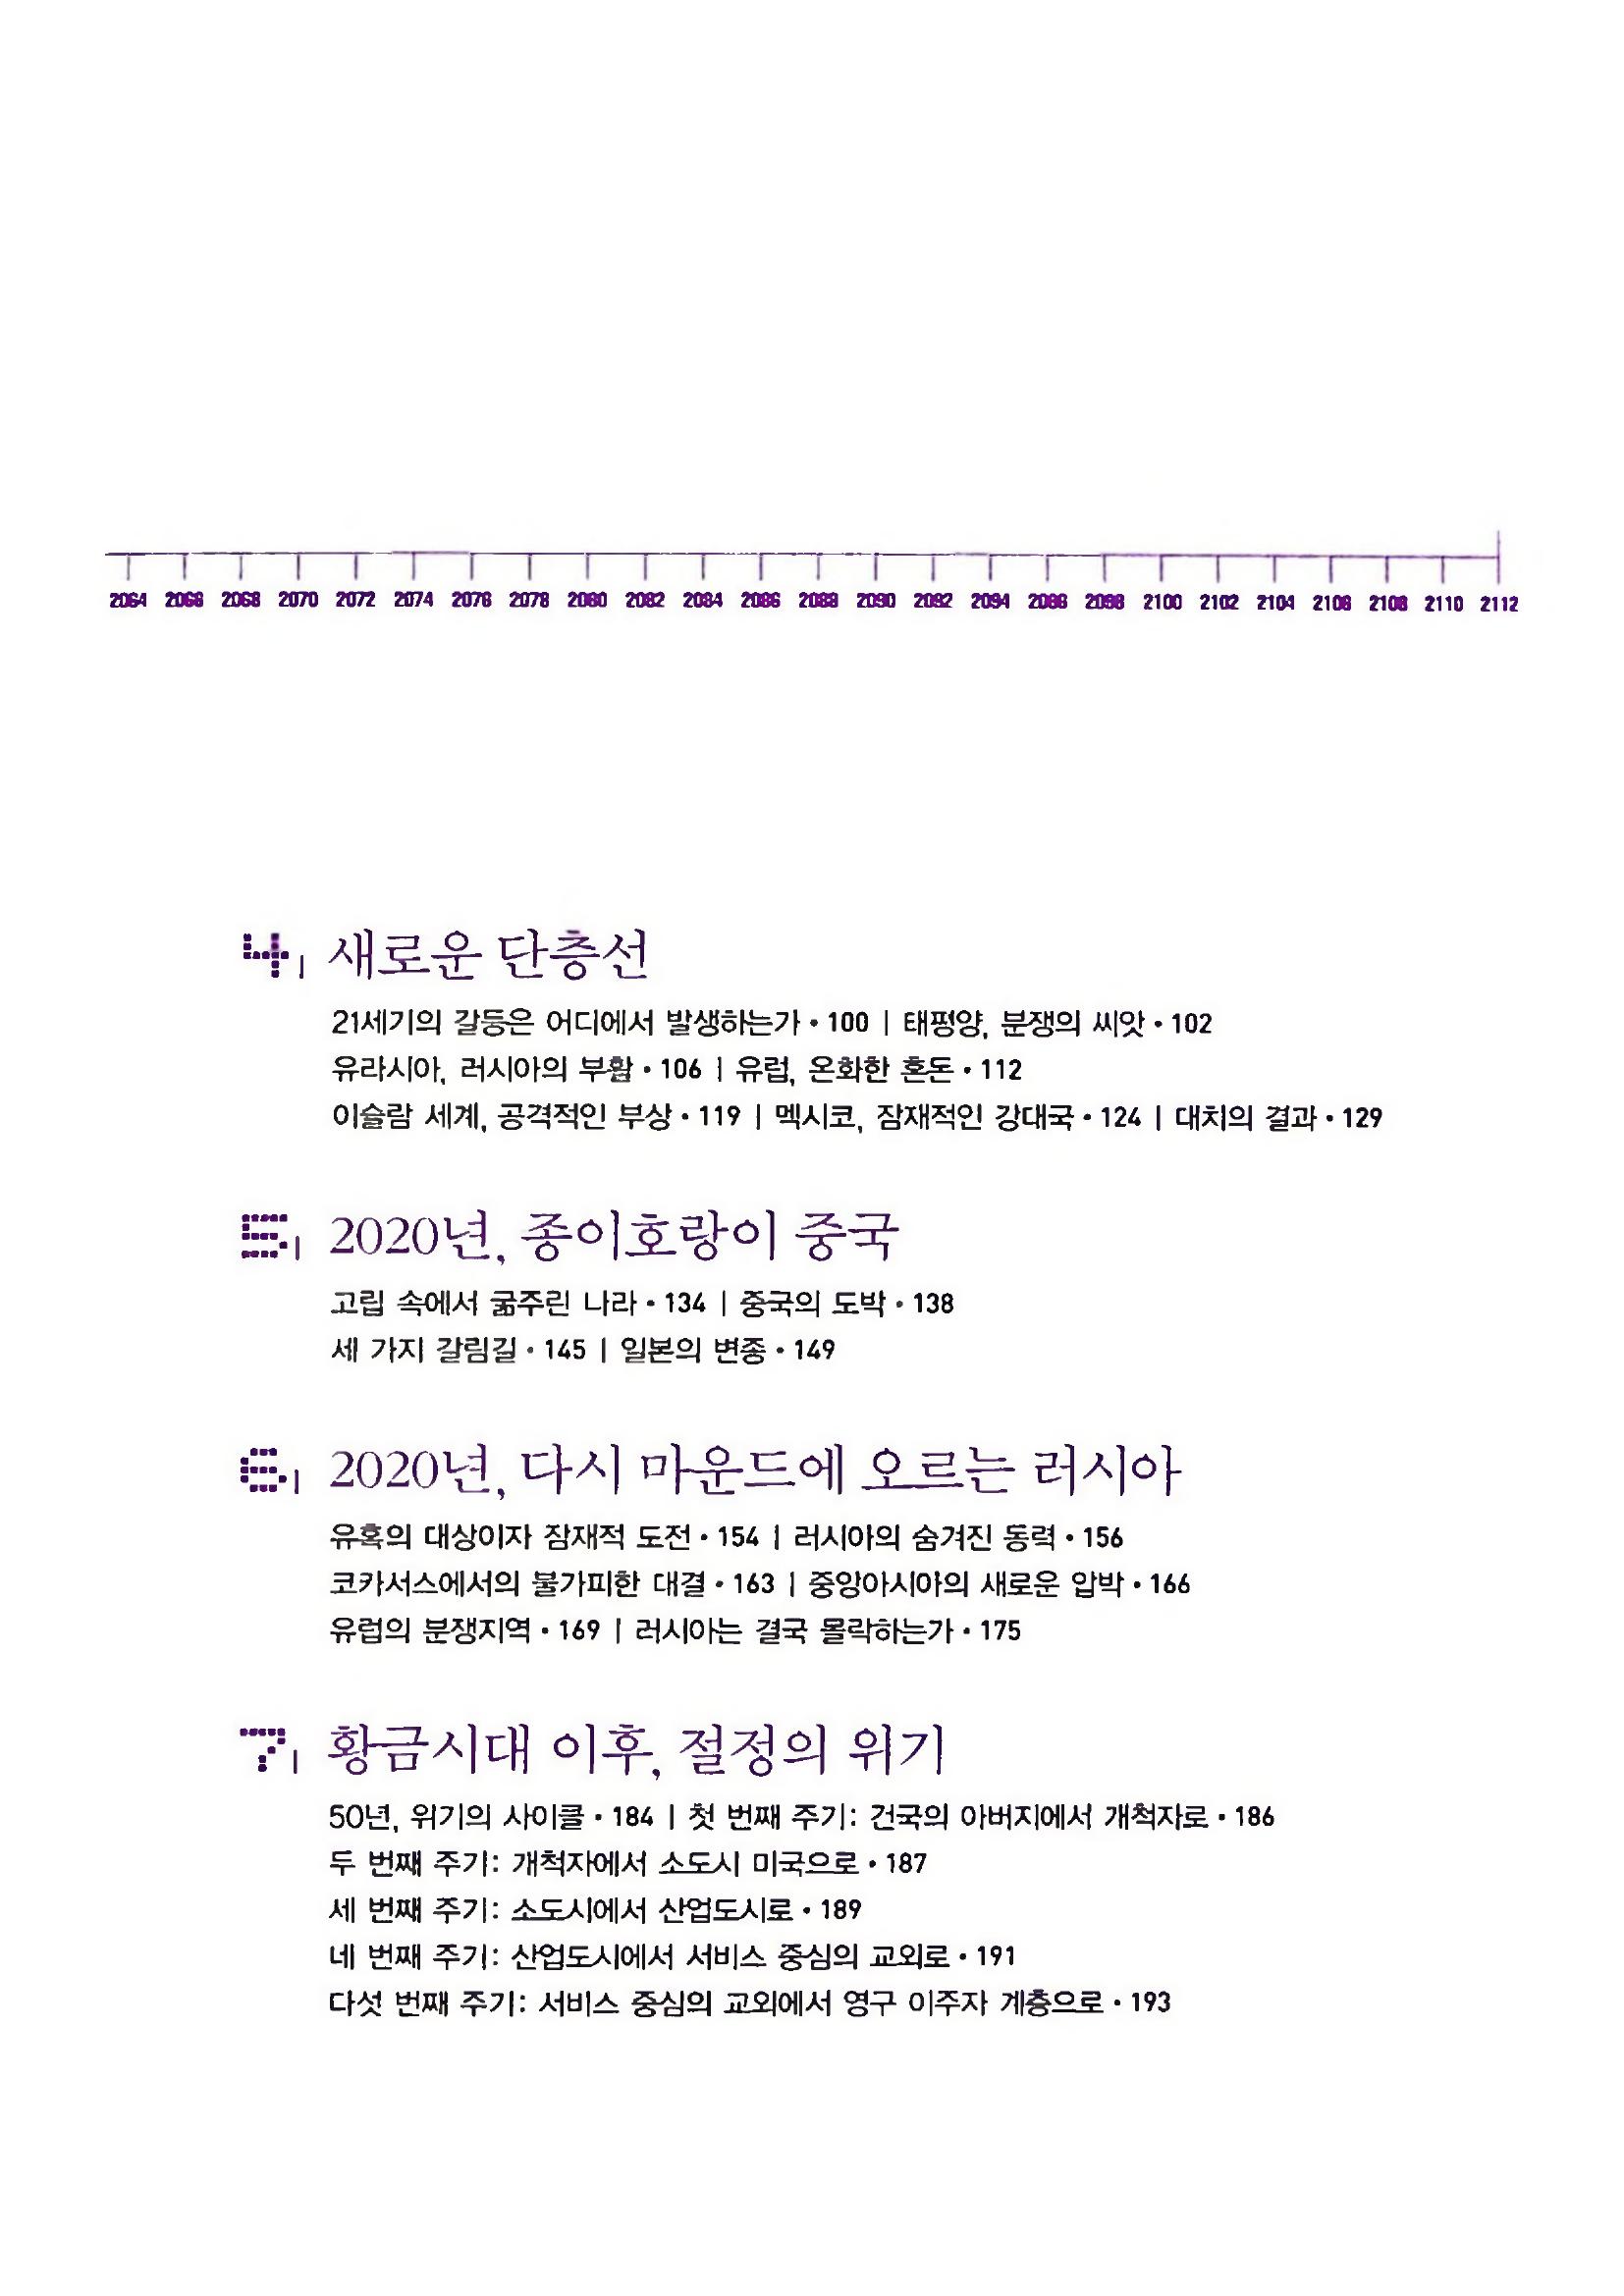 2064 2066 2068 2070 2072 2074 2076 2078 2080 2082 2084 2086 2088 2090 2092 2094 2096 2098 2100 2102 2104 2106 2108 2110 2112
4 | 새로운 단층선
21세기의 갈등은 어디에서 발생하는가 • 100 | 태평양, 분쟁의 씨앗 • 102
유라시아, 러시아의 부활 • 106 | 유럽, 온화한 혼돈 • 112
이슬람 세계, 공격적인 부상 • 119 | 멕시코, 잠재적인 강대국 • 124 | 대치의 결과 • 129
5 | 2020년, 종이호랑이 중국
고립 속에서 굶주린 나라 • 134 | 중국의 도박 • 138
세 가지 갈림길 • 145 | 일본의 변종 • 149
6 | 2020년, 다시 마운드에 오르는 러시아
유혹의 대상이자 잠재적 도전 • 154 | 러시아의 숨겨진 동력 • 156
코카서스에서의 불가피한 대결 • 163 | 중앙아시아의 새로운 압박 • 166
유럽의 분쟁지역 • 169 | 러시아는 결국 몰락하는가 • 175
7 | 황금시대 이후, 절정의 위기
50년, 위기의 사이클 • 184 | 첫 번째 주기: 건국의 아버지에서 개척자로 • 186
두 번째 주기: 개척자에서 소도시 미국으로 • 187
세 번째 주기: 소도시에서 산업도시로 • 189
네 번째 주기: 산업도시에서 서비스 중심의 교외로 • 191
다섯 번째 주기: 서비스 중심의 교외에서 영구 이주자 계층으로 • 193